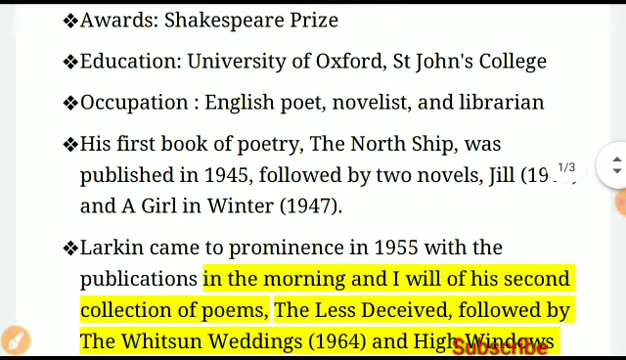 ❖Awards: Shakespeare Prize
❖Education: University of Oxford, St John's College
❖Occupation : English poet, novelist, and librarian
❖His first book of poetry, The North Ship, was
published in 1945, followed by two novels, Jill
1/3
and A Girl in Winter (1947).
❖Larkin came to prominence in 1955 with the
publications in the morning and I will of his second
collection of poems, The Less Deceived, followed by
The Whitsun Weddings (1964) and High Windows
Subscribe